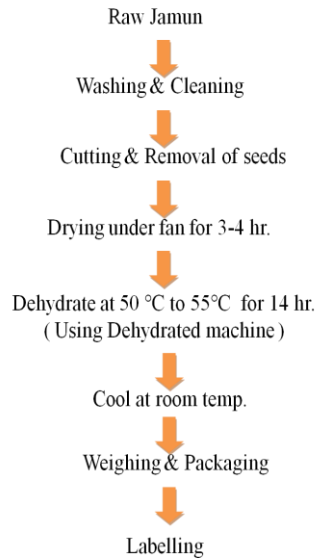 Raw Jamun
Washing & Cleaning
Cutting & Removal of seeds
Drying under fan for 3-4 hr.
Dehydrate at 50 °C to 55°C for 14 hr.
( Using Dehydrated machine )
Cool at room temp.
Weighing & Packaging
Labelling